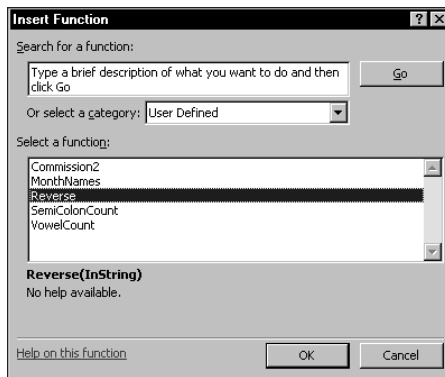 Insert Function
Search for a function:
Type a brief description of what you want to do and then
click Go
Go
Or select a category: User Defined
Select a function:
Commission2
MonthNames
Reverse
SemiColonCount
VowelCount
Reverse(InString)
No help available.
Help on this function
OK
Cancel